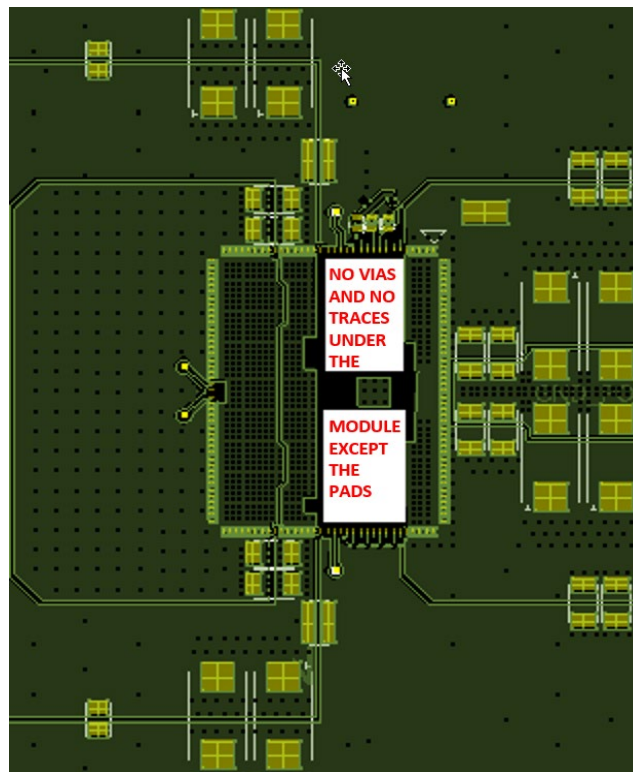 NO VIAS
AND NO
TRACES
UNDER
THE
MODULE
EXCEPT
THE
PADS